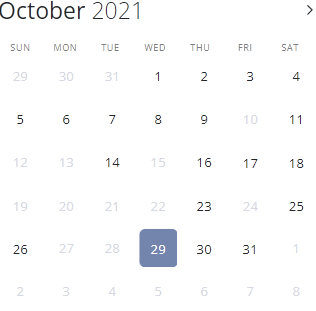 October 2021
SUN MON TUE WED THU FRI SAT
29 30 31 1 2 3 4
5 6 7 8 9 10 11
12 13 14 15 16 17 18
19 20 21 22 23 24 25
26 27 28 29 30 31 1
2 3 4 5 6 7 8